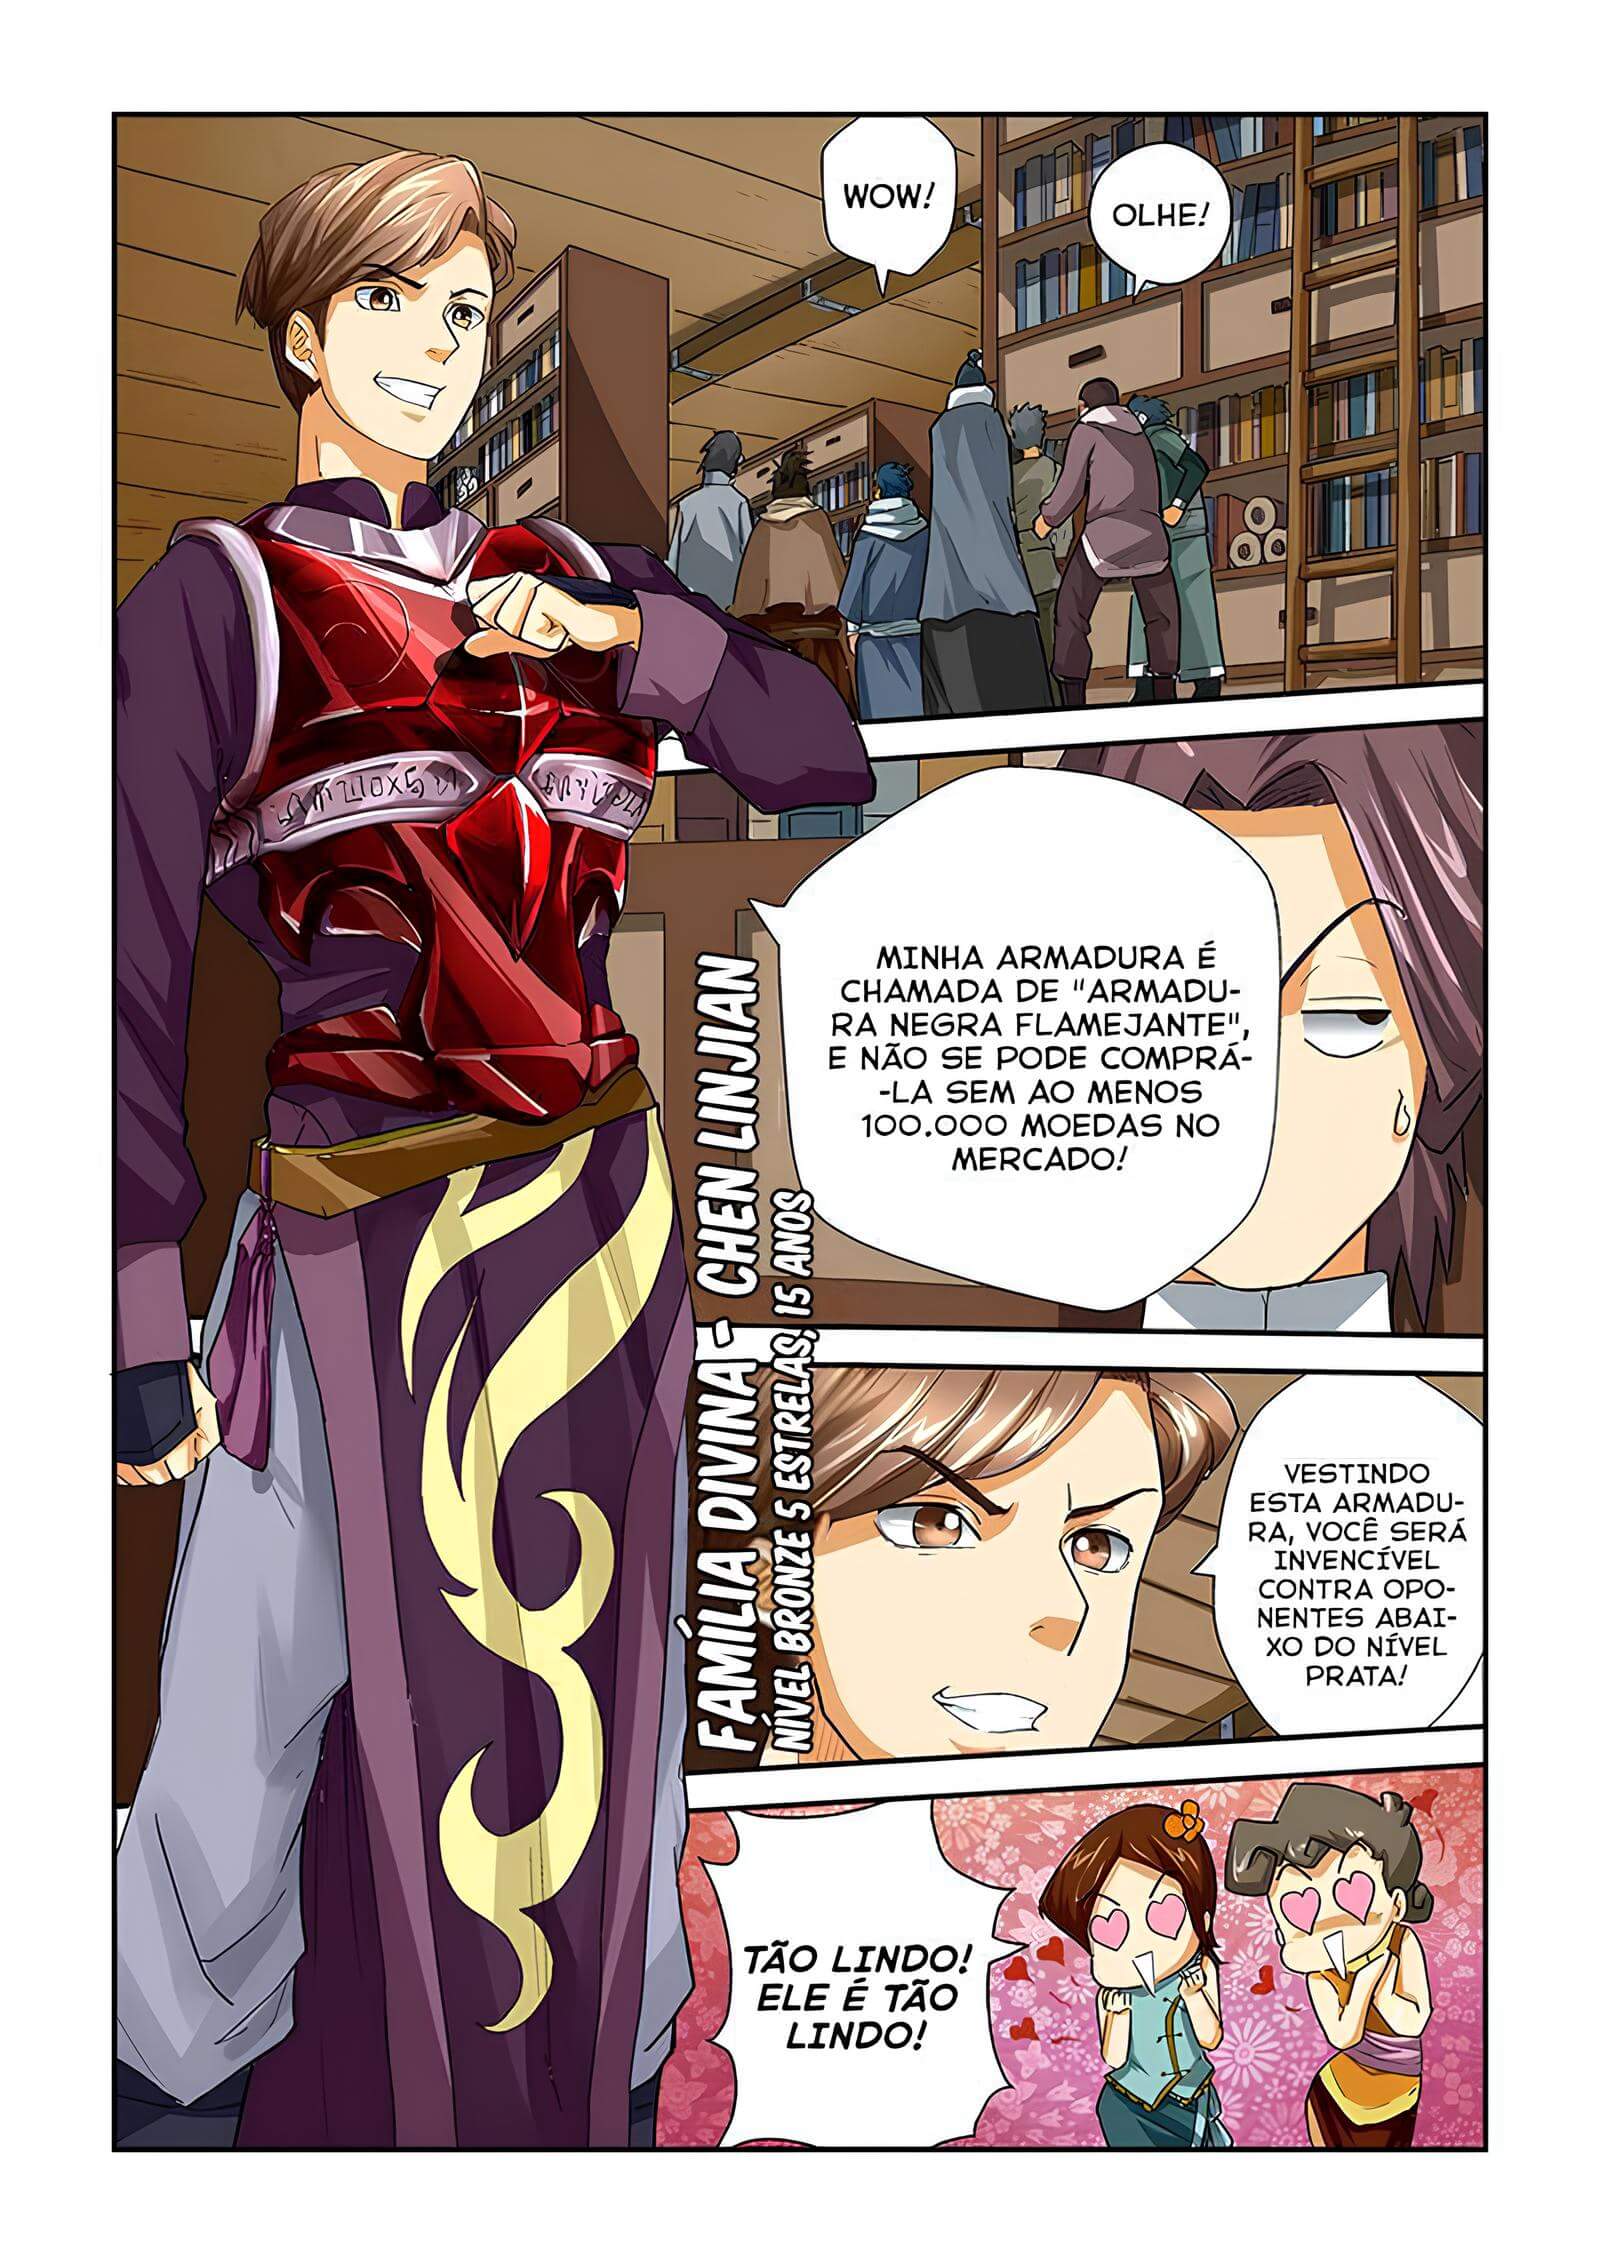 WOW!
OLHE!
MINHA ARMADURA É
CHAMADA DE "ARMADU-
RA NEGRA FLAMEJANTE",
E NÃO SE PODE COMPRÁ-
-LA SEM AO MENOS
100.000 MOEDAS NO
MERCADO!
FAMÍLIA DIVINA- CHEN LINJIAN
NÍVEL BRONZE 5 ESTRELAS, 15 ANOS
VESTINDO
ESTA ARMADU-
RA, VOCÊ SERÁ
INVENCÍVEL
CONTRA OPO-
NENTES ABAI-
XO DO NÍVEL
PRATA!
TÃO LINDO!
ELE É TÃO
LINDO!